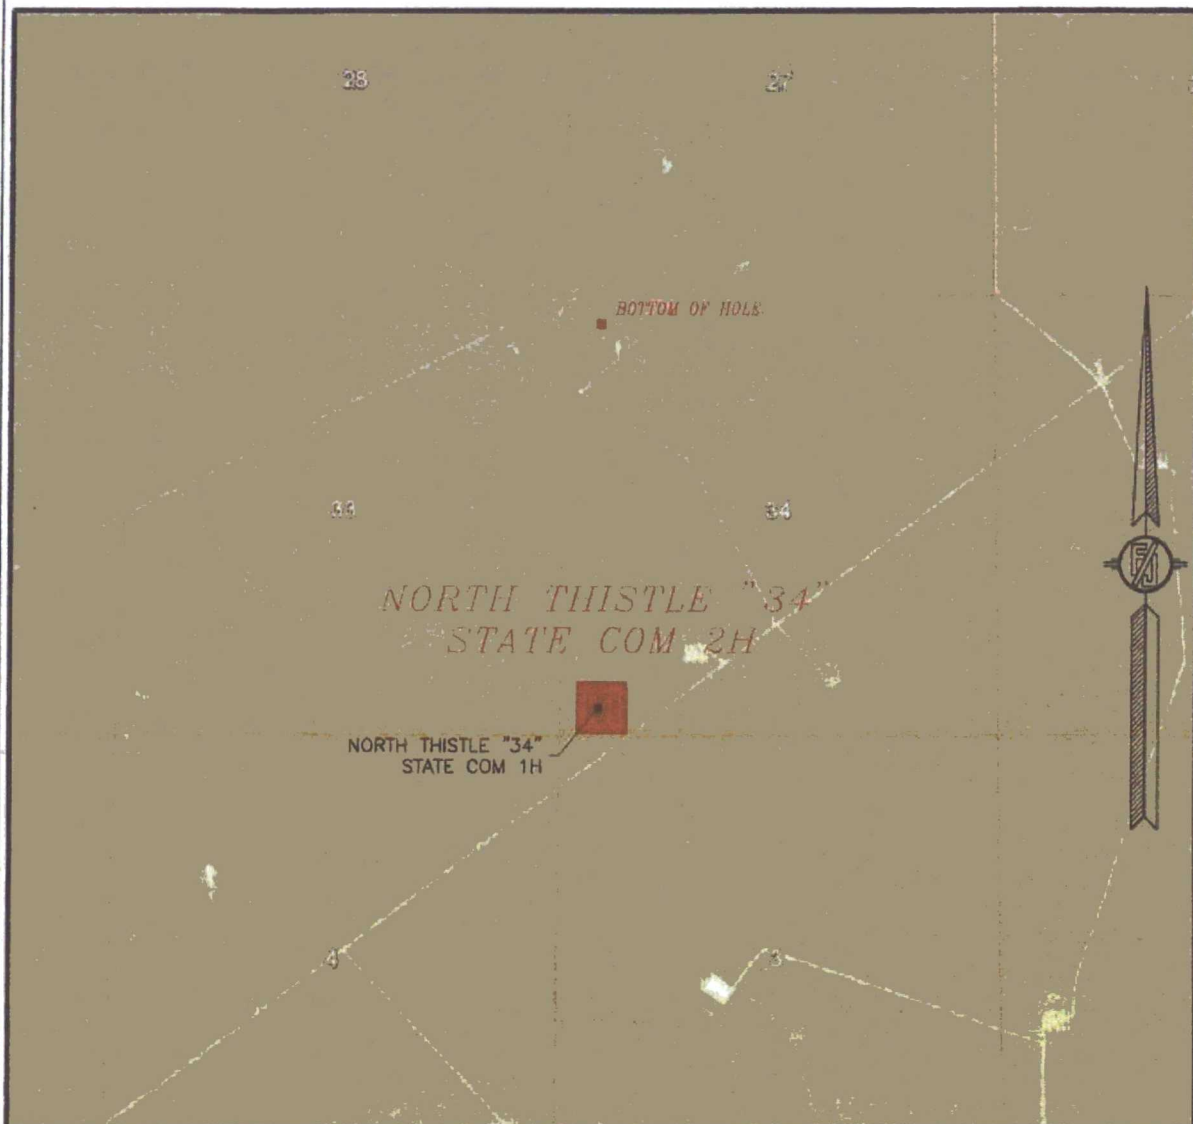 28
27
BOTTOM OF HOLE
33
34
NORTH THISTLE "34"
STATE COM 2H
NORTH THISTLE "34"
STATE COM 1H
4
3